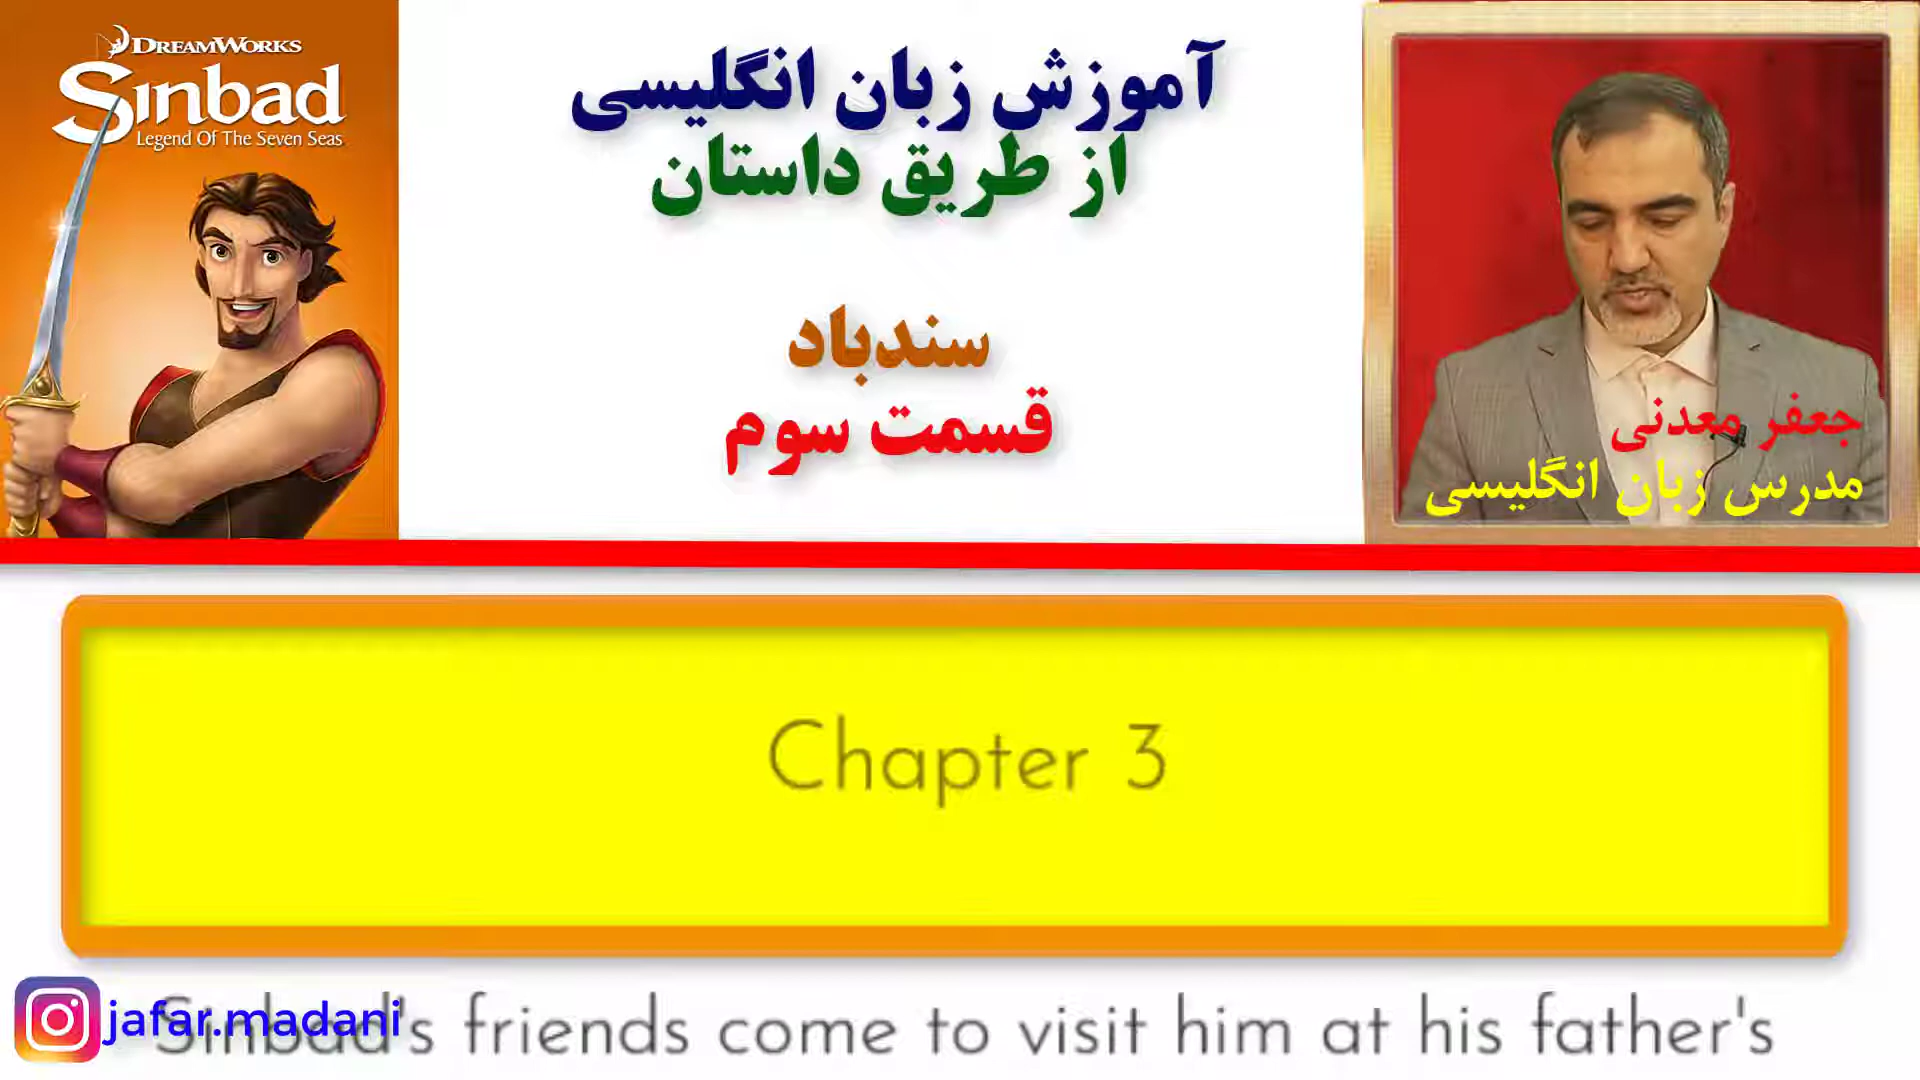 DREAMWORKS
Sinbad
Legend Of The Seven Seas
آموزش زبان انگلیسی
از طریق داستان
سندباد
قسمت سوم
جعفر معدنی
مدرس زبان انگلیسی
Chapter 3
jafar.madani
Sinbad's friends come to visit him at his father's